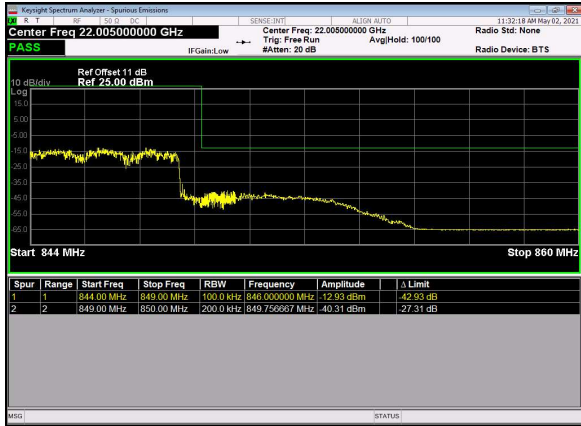 Keysight Spectrum Analyzer - Spurious Emissions
R T RF 50 Ω DC SENSE:INT ALIGN AUTO 11:32:18 AM May 02, 2021
Center Freq 22.005000000 GHz Center Freq: 22.005000000 GHz Radio Std: None
Trig: Free Run Avg|Hold: 100/100
PASS IFGain:Low #Atten: 20 dB Radio Device: BTS
Ref Offset 11 dB
10 dB/div Ref 25.00 dBm
Log
15.0
5.00
-5.00
-15.0
-25.0
-35.0
-45.0
-55.0
-65.0
Start 844 MHz Stop 860 MHz
Spur Range Start Freq Stop Freq RBW Frequency Amplitude Δ Limit
1 1 844.00 MHz 849.00 MHz 100.0 kHz 846.000000 MHz -12.93 dBm -42.93 dB
2 2 849.00 MHz 850.00 MHz 200.0 kHz 849.756667 MHz -40.31 dBm -27.31 dB
MSG STATUS